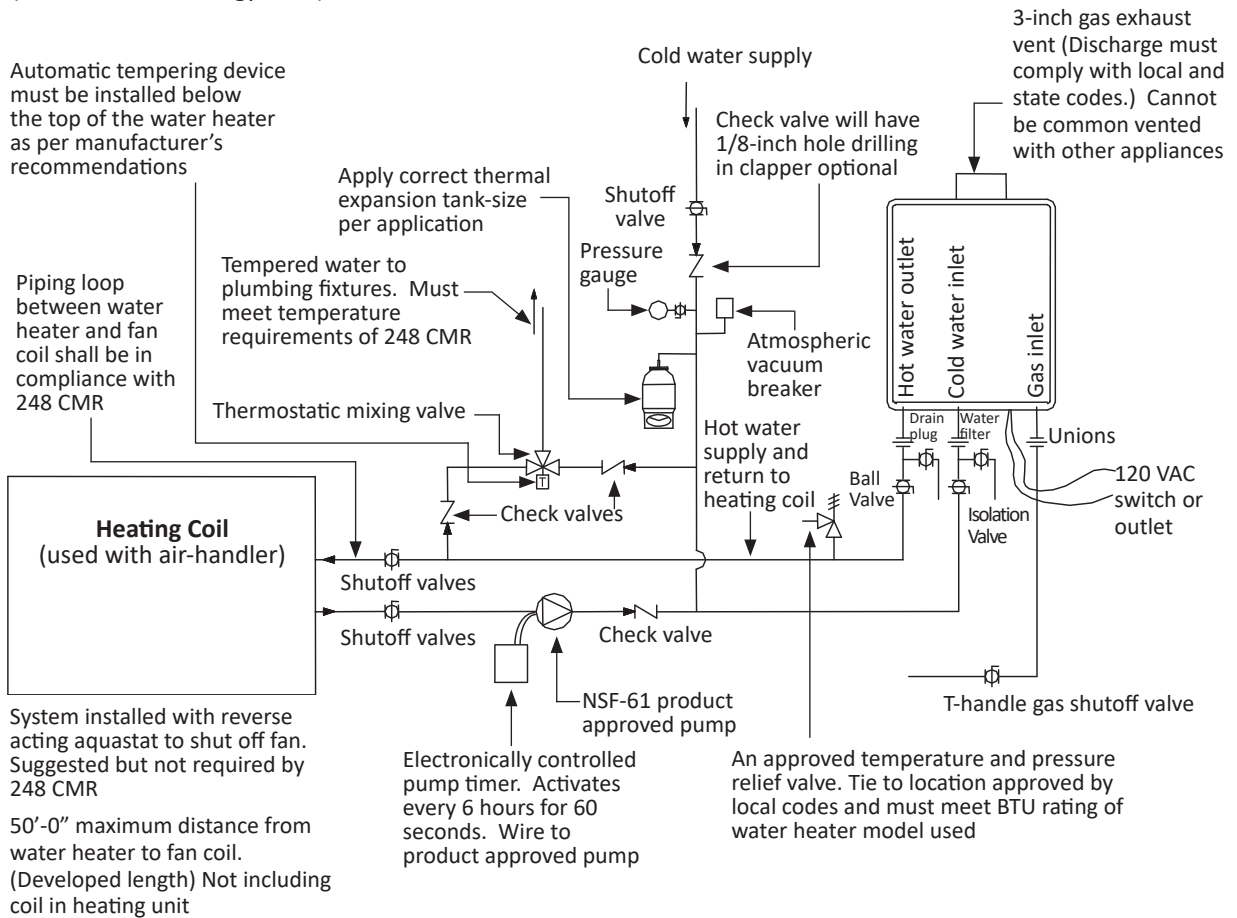 3-inch gas exhaust
vent (Discharge must
comply with local and
state codes.)  Cannot
be common vented
with other appliances
Cold water supply
Automatic tempering device
must be installed below
the top of the water heater
as per manufacturer's
recommendations
Check valve will have
1/8-inch hole drilling
in clapper optional
Apply correct thermal
expansion tank-size
per application
Shutoff
valve
Pressure
gauge
Tempered water to
plumbing fixtures.  Must
meet temperature
requirements of 248 CMR
Piping loop
between water
heater and fan
coil shall be in
compliance with
248 CMR
Atmospheric
vacuum
breaker
Hot water outlet
Cold water inlet
Gas inlet
Thermostatic mixing valve
Hot water
supply and
return to
heating coil
Drain
plug
Water
filter
Unions
Ball
Valve
Isolation
Valve
120 VAC
switch or
outlet
T
Check valves
Heating Coil
(used with air-handler)
Shutoff valves
Shutoff valves
Check valve
NSF-61 product
approved pump
T-handle gas shutoff valve
System installed with reverse
acting aquastat to shut off fan.
Suggested but not required by
248 CMR
50'-0" maximum distance from
water heater to fan coil.
(Developed length) Not including
coil in heating unit
Electronically controlled
pump timer.  Activates
every 6 hours for 60
seconds.  Wire to
product approved pump
An approved temperature and pressure
relief valve. Tie to location approved by
local codes and must meet BTU rating of
water heater model used